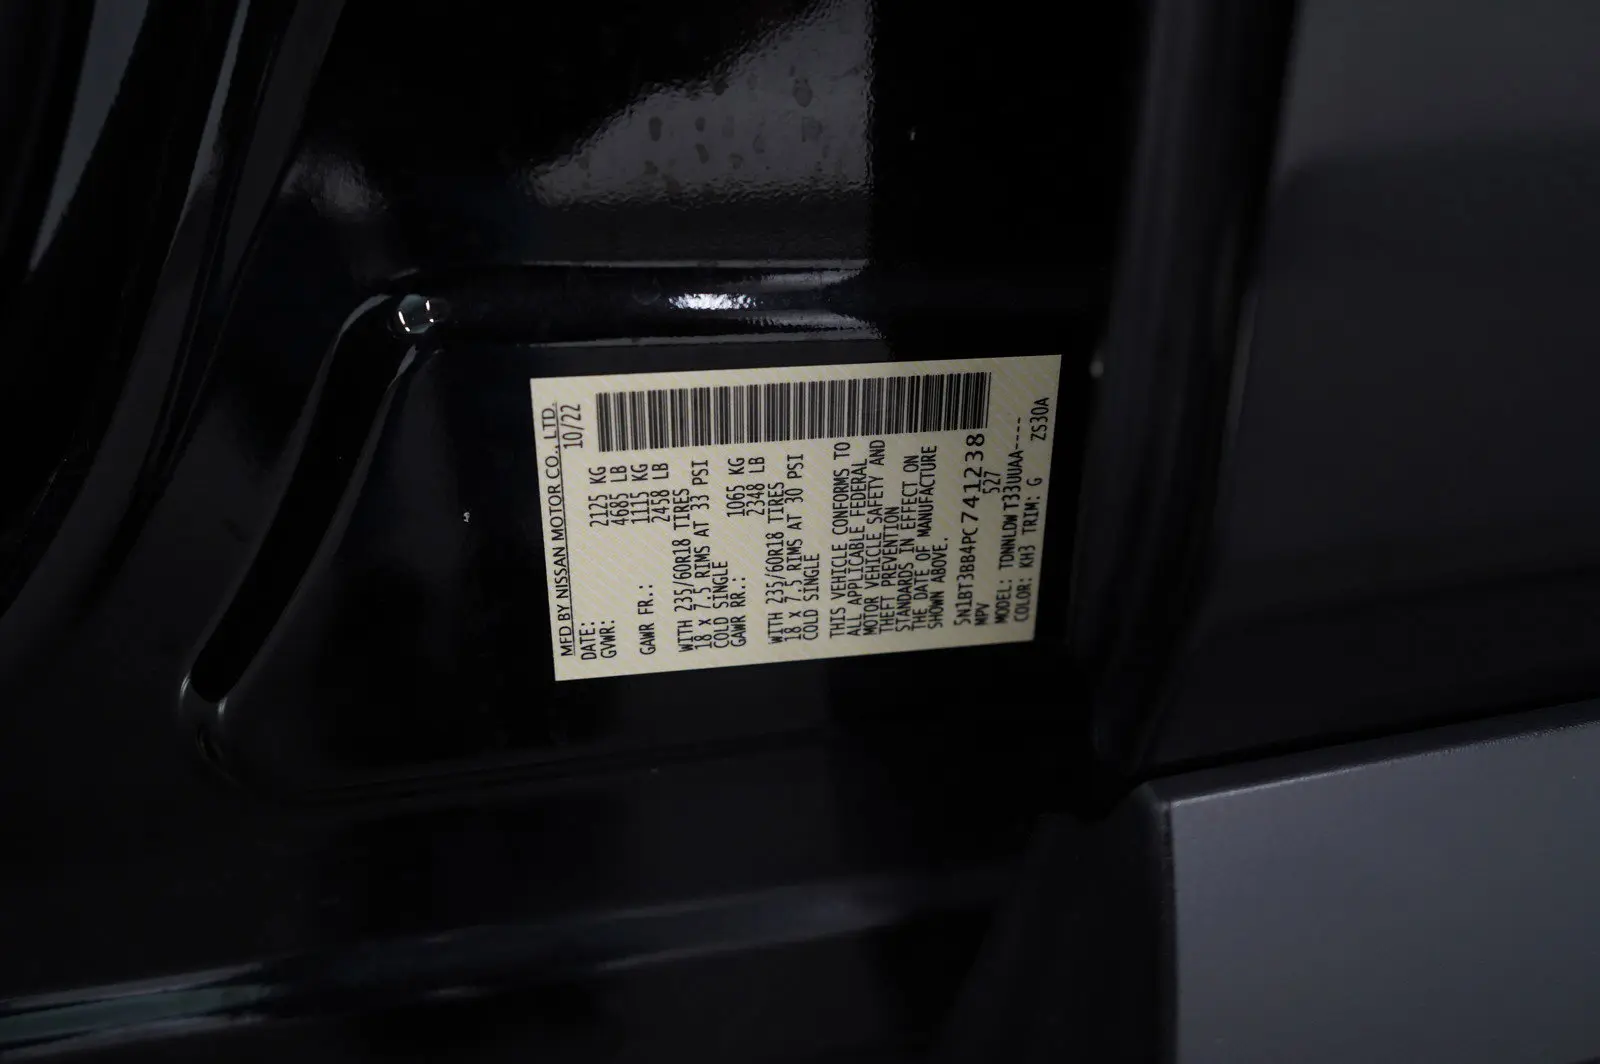 MFD.BY NISSAN MOTOR CO., LTD.
DATE: 10/22
GVWR: 2125 KG
4685 LB
GAWR FR.: 1115 KG
2458 LB
WITH 235/60R18 TIRES
18 X 7.5 RIMS AT 33 PSI
COLD SINGLE
GAWR RR.: 1065 KG
2348 LB
WITH 235/60R18 TIRES
18 X 7.5 RIMS AT 30 PSI
COLD SINGLE
THIS VEHICLE CONFORMS TO
ALL APPLICABLE FEDERAL
MOTOR VEHICLE SAFETY AND
THEFT PREVENTION
STANDARDS IN EFFECT ON
THE DATE OF MANUFACTURE
SHOWN ABOVE.
5N1BT3BB4PC741238
MPV 527
MODEL: TDNNLDW T33UUAA----
COLOR: KH3 TRIM: G ZS30A